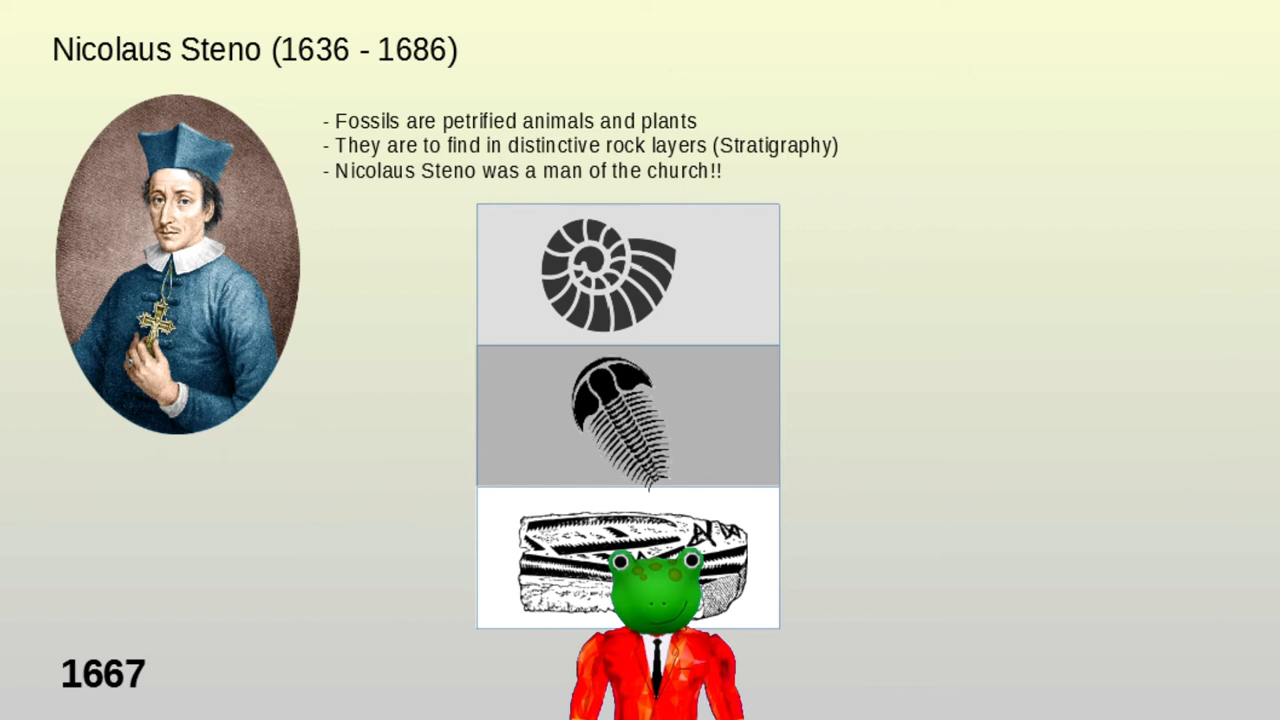 Nicolaus Steno (1636 - 1686)
- Fossils are petrified animals and plants
- They are to find in distinctive rock layers (Stratigraphy)
- Nicolaus Steno was a man of the church!!
1667